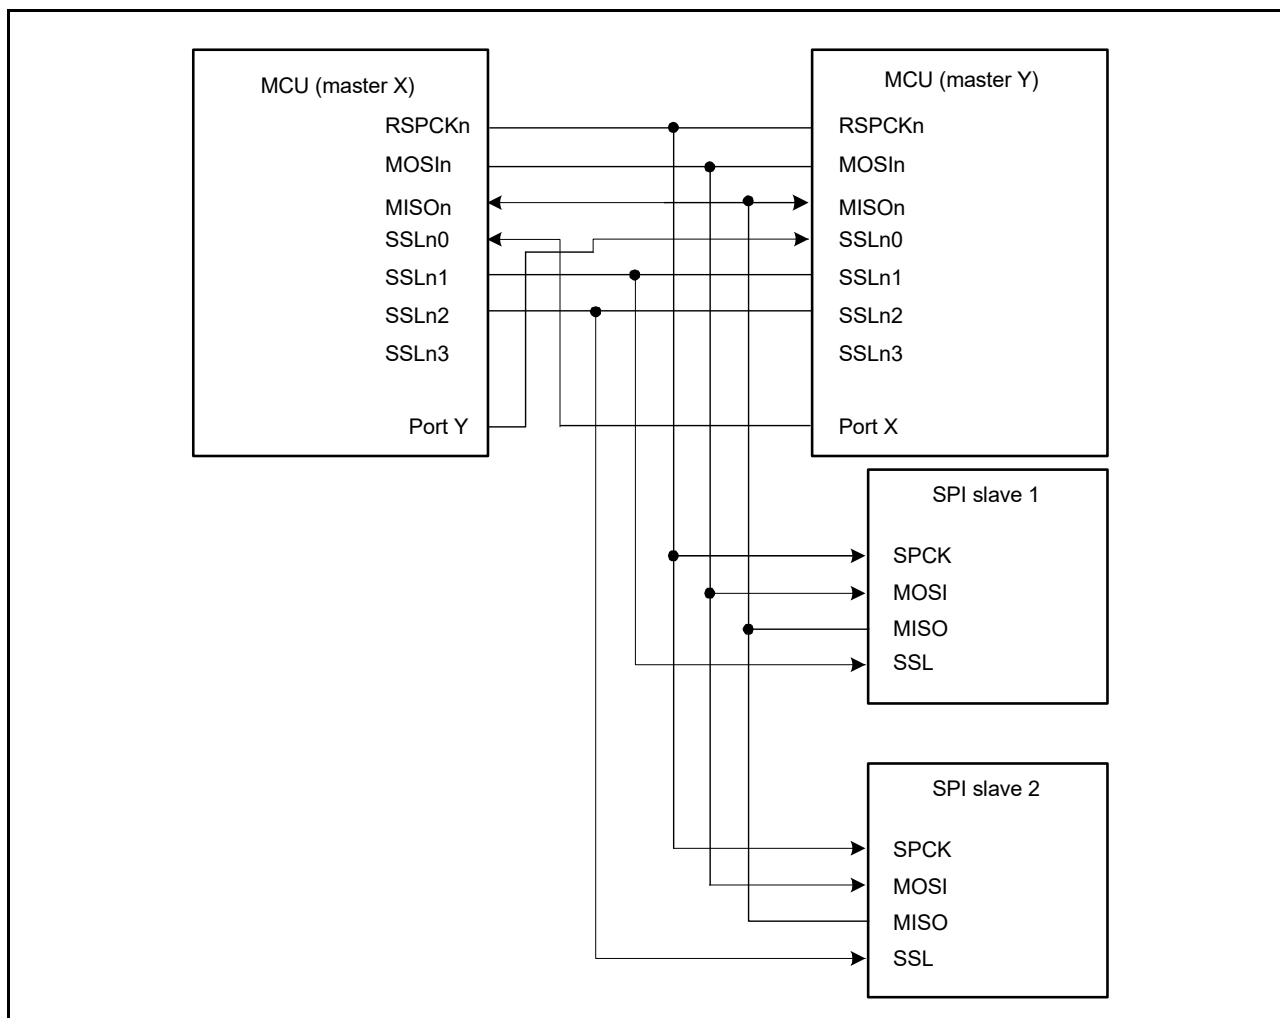 MCU (master X)
RSPCKn
MOSIn
MISOn
SSLn0
SSLn1
SSLn2
SSLn3
Port Y
MCU (master Y)
RSPCKn
MOSIn
MISOn
SSLn0
SSLn1
SSLn2
SSLn3
Port X
SPI slave 1
SPCK
MOSI
MISO
SSL
SPI slave 2
SPCK
MOSI
MISO
SSL